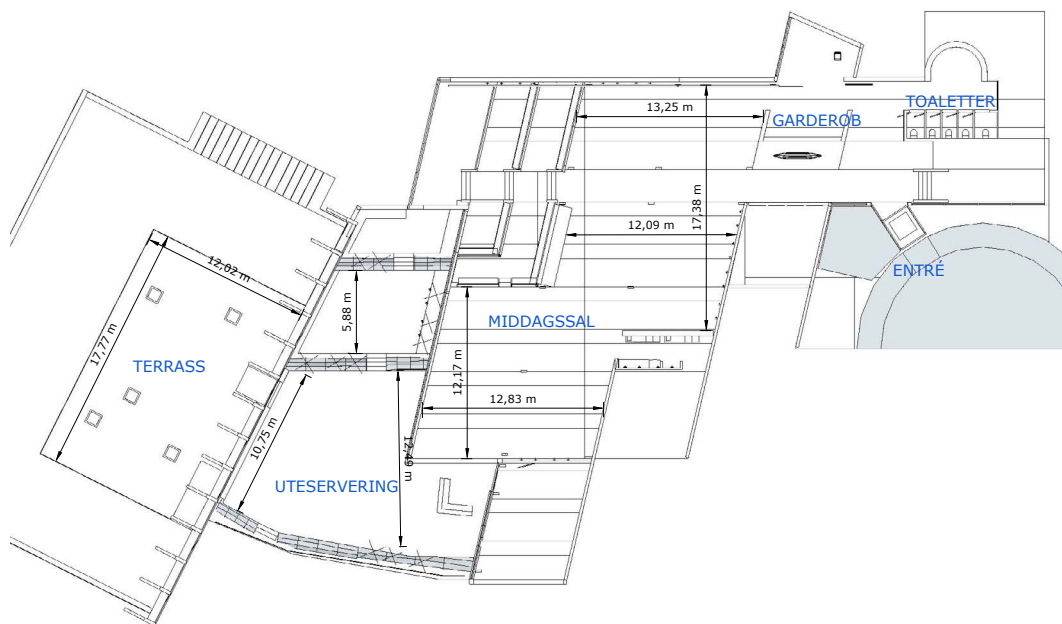 TOALETTER
13,25 m
GARDEROB
17,38 m
12,09 m
12,02 m
ENTRÉ
5,88 m
MIDDAGSSAL
17,77 m
TERRASS
12,17 m
12,83 m
10,75 m
12,49 m
UTESERVERING